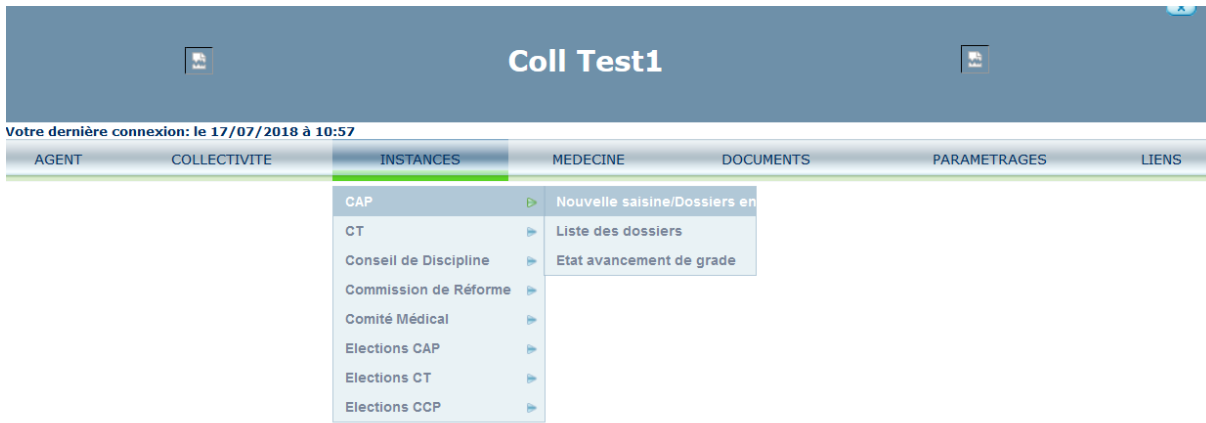 x
Coll Test1
Votre dernière connexion: le 17/07/2018 à 10:57
AGENT COLLECTIVITE INSTANCES MEDECINE DOCUMENTS PARAMETRAGES LIENS
CAP Nouvelle saisine/Dossiers en
CT Liste des dossiers
Conseil de Discipline Etat avancement de grade
Commission de Réforme
Comité Médical
Elections CAP
Elections CT
Elections CCP